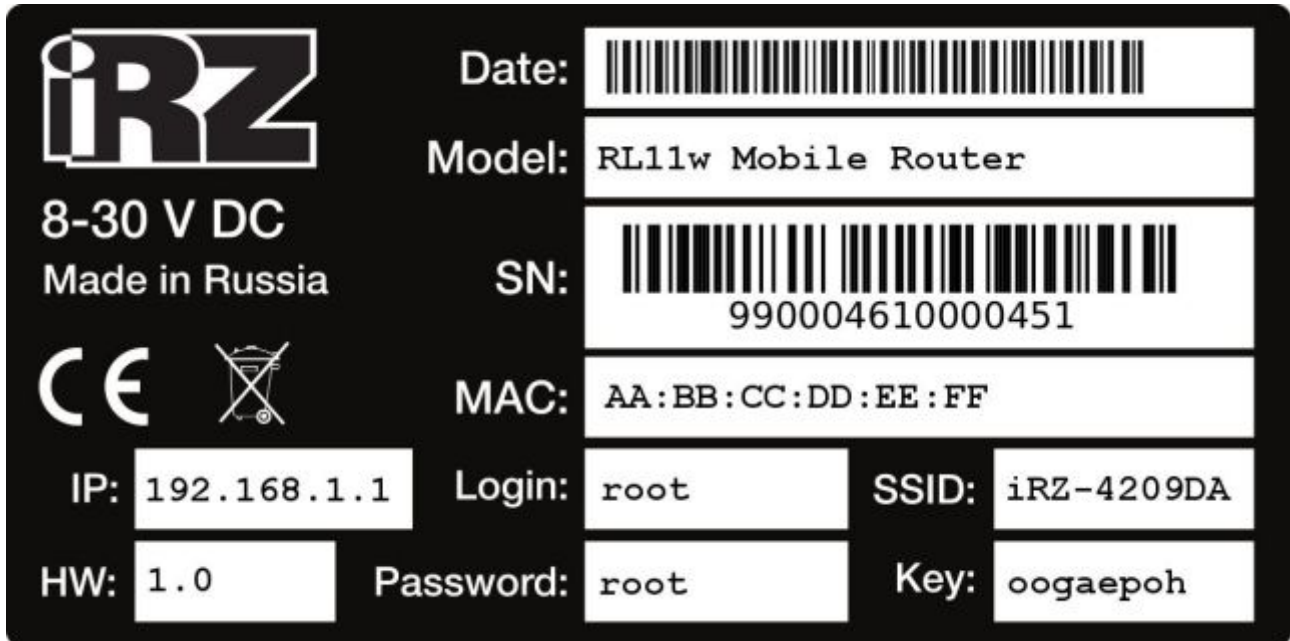 iRZ
8-30 V DC
Made in Russia
CE
Date:
Model: RL11w Mobile Router
SN: 990004610000451
MAC: AA:BB:CC:DD:EE:FF
IP: 192.168.1.1 Login: root SSID: iRZ-4209DA
HW: 1.0 Password: root Key: oogaepoh